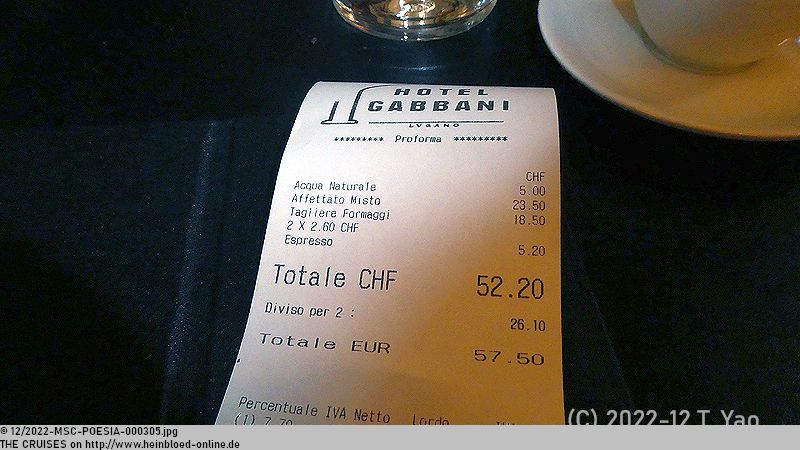 HOTEL
GABBANI
LVGANO
********* Proforma *********
CHF
Acqua Naturale 5.00
Affettato Misto 23.50
Tagliere Formaggi 18.50
2 X 2.60 CHF
Espresso 5.20
Totale CHF 52.20
Diviso per 2 : 26.10
Totale EUR 57.50
Percentuale IVA Netto Lordo
(1) 7.70
(C) 2022-12 T. Yao
© 12/2022-MSC-POESIA-000305.jpg
THE CRUISES on http://www.heinbloed-online.de